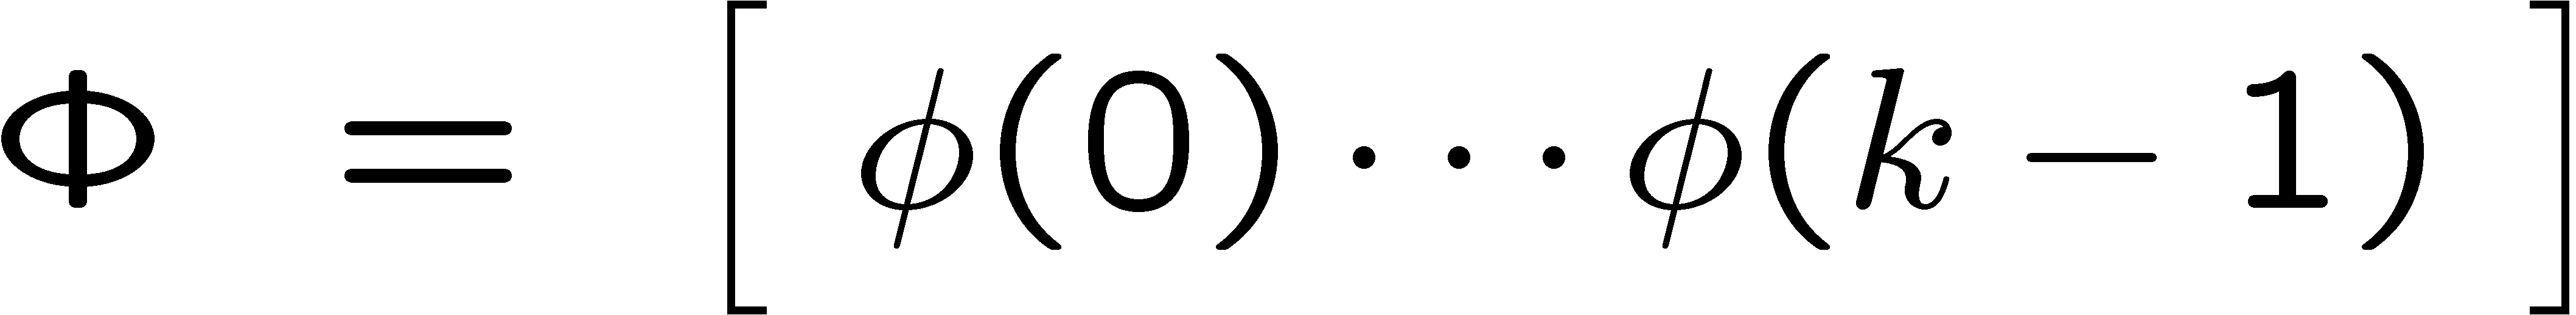 Φ = [ ϕ(0) · · · ϕ(k − 1) ]